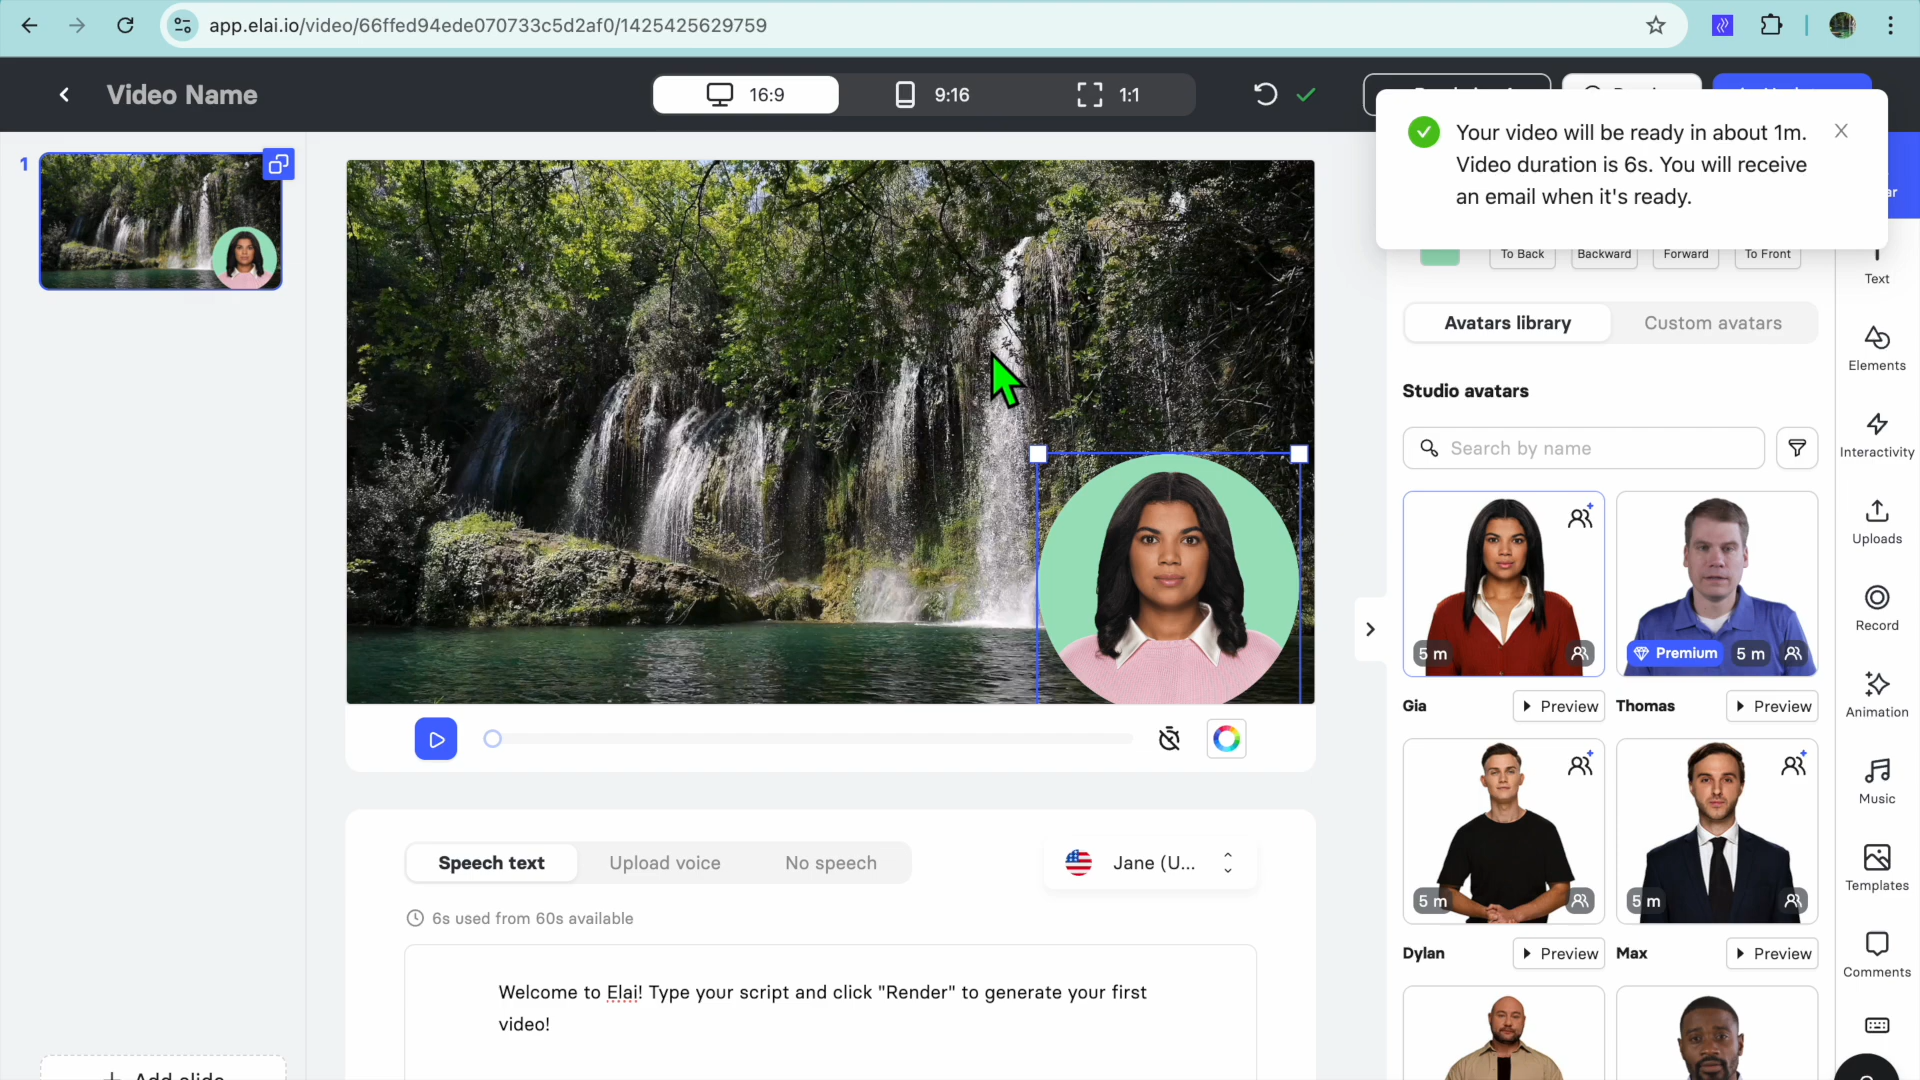 app.elai.io/video/66ffed94ede070733c5d2af0/1425425629759
Video Name
16:9
9:16
1:1
Your video will be ready in about 1m.
Video duration is 6s. You will receive
an email when it's ready.
1
To Back
Backward
Forward
To Front
Text
Avatars library
Custom avatars
Elements
Studio avatars
Search by name
Interactivity
Uploads
Record
5 m
Premium
5 m
Gia
Preview
Thomas
Preview
Animation
Music
5 m
5 m
Speech text
Upload voice
No speech
Jane (U...
Templates
6s used from 60s available
Dylan
Preview
Max
Preview
Comments
Welcome to Elai! Type your script and click "Render" to generate your first
video!
Add slide